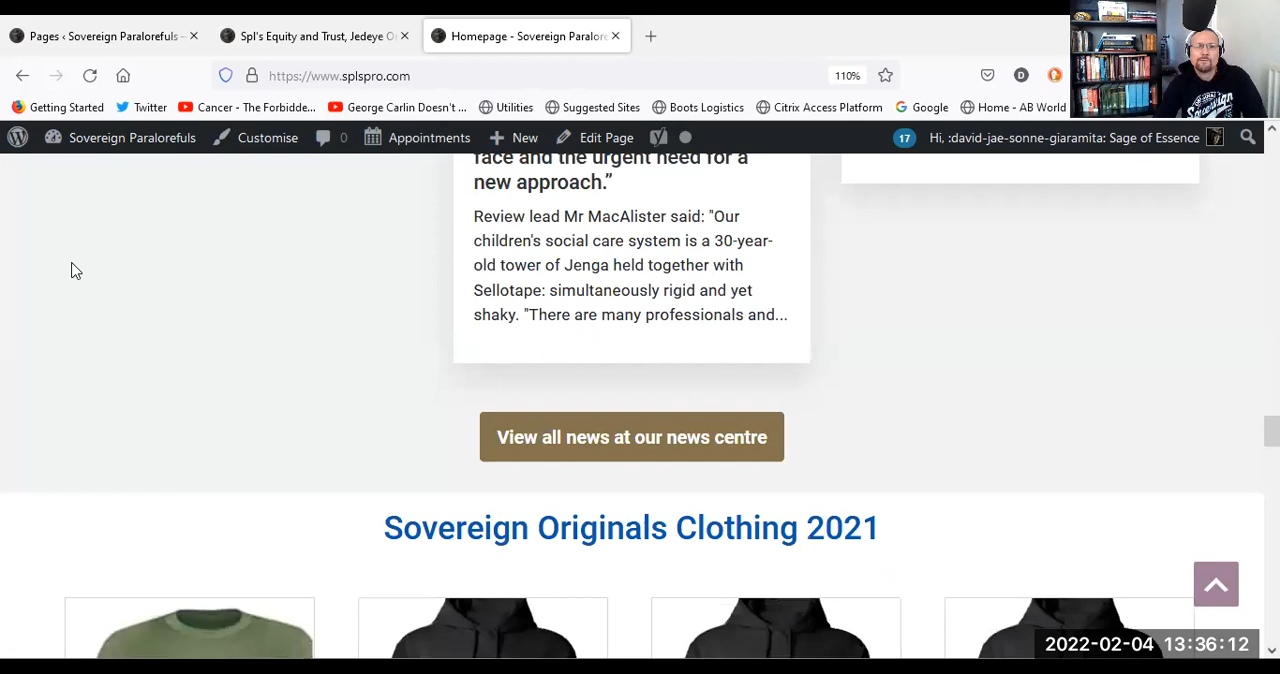 Pages ‹ Sovereign Paralorefuls –
Spl's Equity and Trust, Jedeye
Homepage - Sovereign Paralore
https://www.splspro.com
110%
Getting Started
Twitter
Cancer - The Forbidde...
George Carlin Doesn't ...
Utilities
Suggested Sites
Boots Logistics
Citrix Access Platform
Google
Home - AB World
Sovereign Paralorefuls
Customise
0
Appointments
New
Edit Page
17
Hi, :david-jae-sonne-giaramita: Sage of Essence
face and the urgent need for a
new approach.”
Review lead Mr MacAlister said: "Our
children's social care system is a 30-year-
old tower of Jenga held together with
Sellotape: simultaneously rigid and yet
shaky. "There are many professionals and...
View all news at our news centre
Sovereign Originals Clothing 2021
2022-02-04 13:36:12